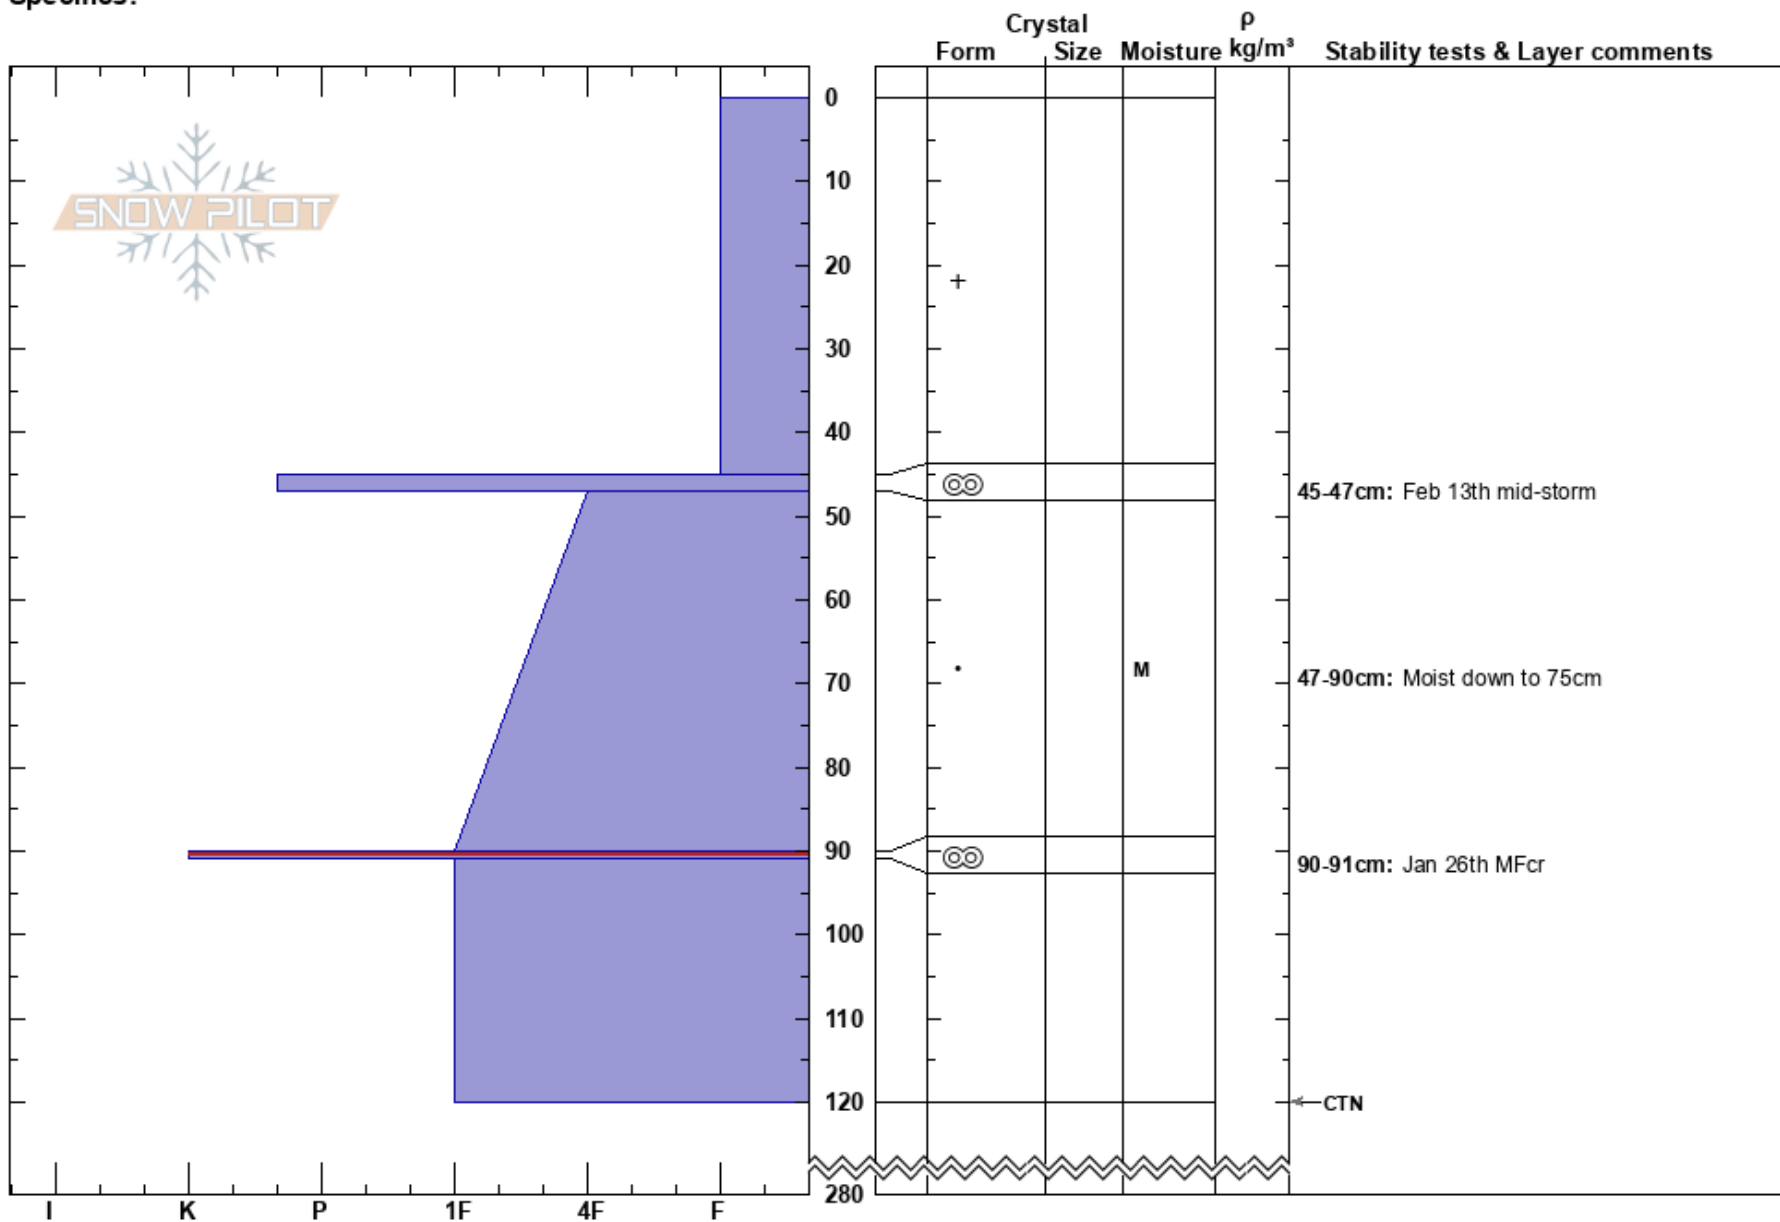 Specifics:
Crystal
ρ
Form Size Moisture kg/m³ Stability tests & Layer comments
SNOW PILOT
0
10
20
30
40
45-47cm: Feb 13th mid-storm
50
60
M
47-90cm: Moist down to 75cm
70
80
90
90-91cm: Jan 26th MFcr
100
110
120
CTN
280
I K P 1F 4F F